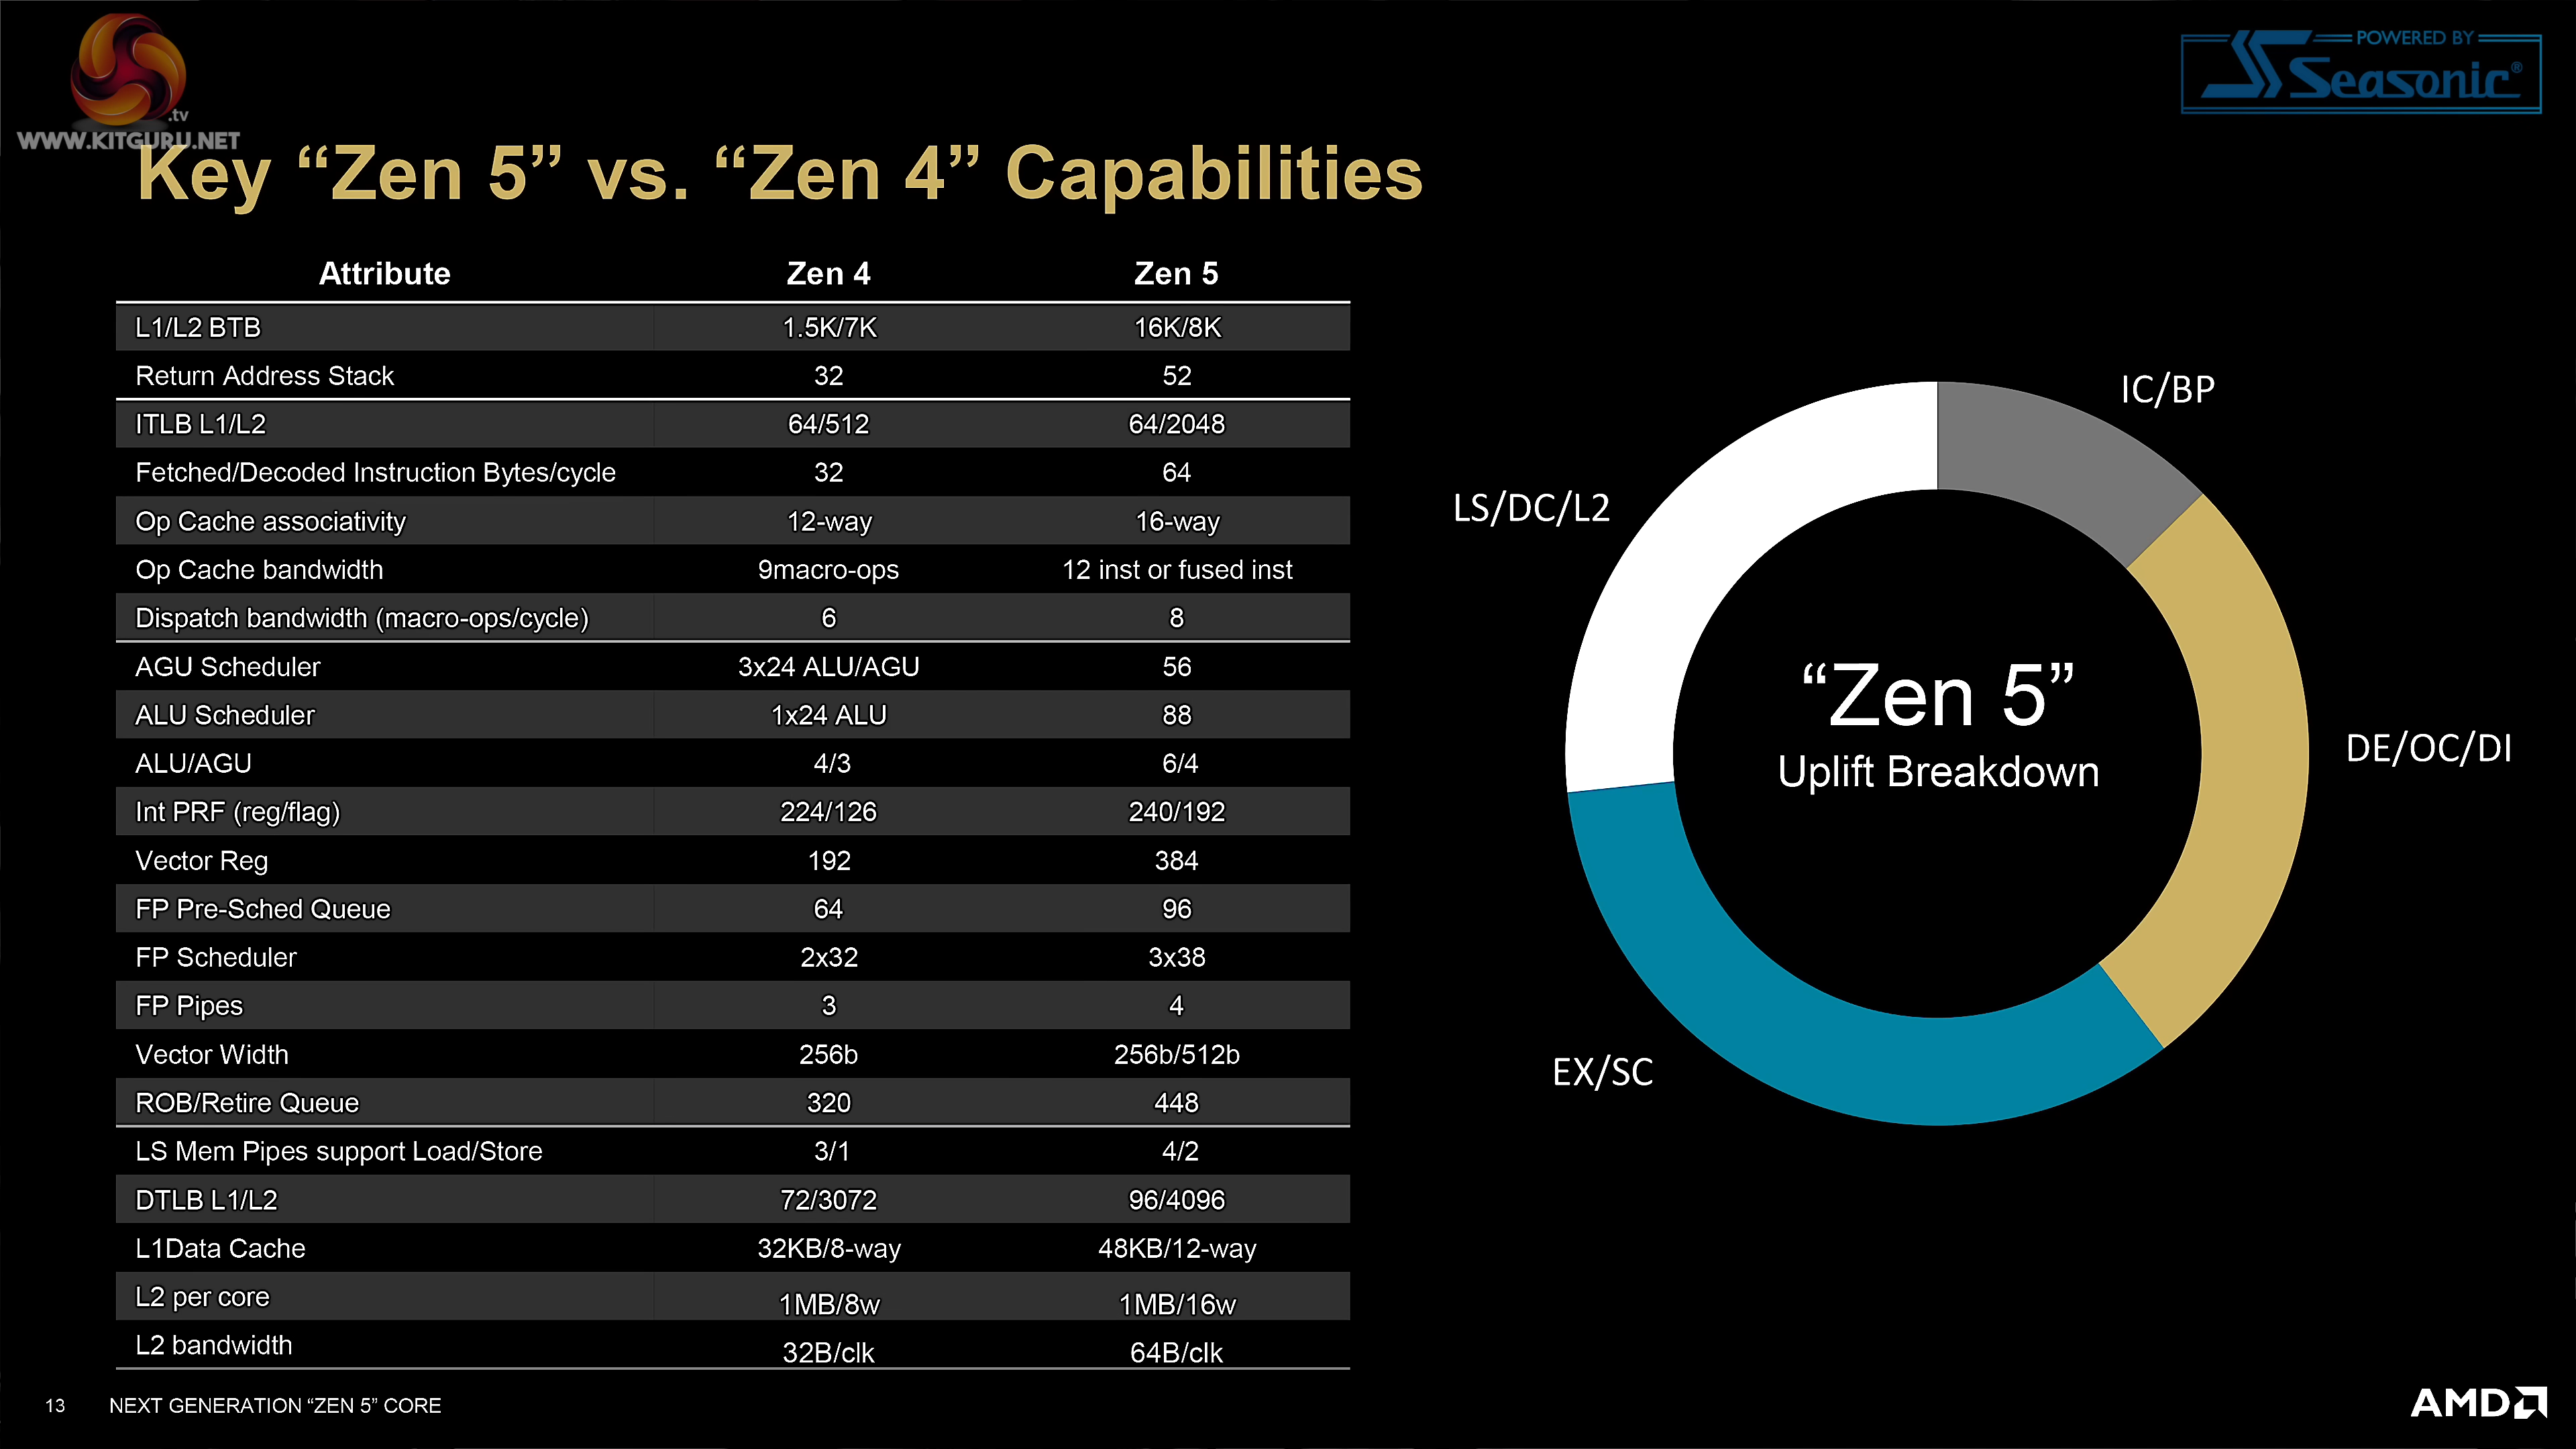 .tv
WWW.KITGURU.NET
POWERED BY
Seasonic®
Key “Zen 5” vs. “Zen 4” Capabilities
Attribute Zen 4 Zen 5
L1/L2 BTB 1.5K/7K 16K/8K
Return Address Stack 32 52
ITLB L1/L2 64/512 64/2048
Fetched/Decoded Instruction Bytes/cycle 32 64
Op Cache associativity 12-way 16-way
Op Cache bandwidth 9macro-ops 12 inst or fused inst
Dispatch bandwidth (macro-ops/cycle) 6 8
AGU Scheduler 3x24 ALU/AGU 56
ALU Scheduler 1x24 ALU 88
ALU/AGU 4/3 6/4
Int PRF (reg/flag) 224/126 240/192
Vector Reg 192 384
FP Pre-Sched Queue 64 96
FP Scheduler 2x32 3x38
FP Pipes 3 4
Vector Width 256b 256b/512b
ROB/Retire Queue 320 448
LS Mem Pipes support Load/Store 3/1 4/2
DTLB L1/L2 72/3072 96/4096
L1Data Cache 32KB/8-way 48KB/12-way
L2 per core 1MB/8w 1MB/16w
L2 bandwidth 32B/clk 64B/clk
IC/BP
LS/DC/L2
“Zen 5”
Uplift Breakdown
DE/OC/DI
EX/SC
13 NEXT GENERATION “ZEN 5” CORE
AMD